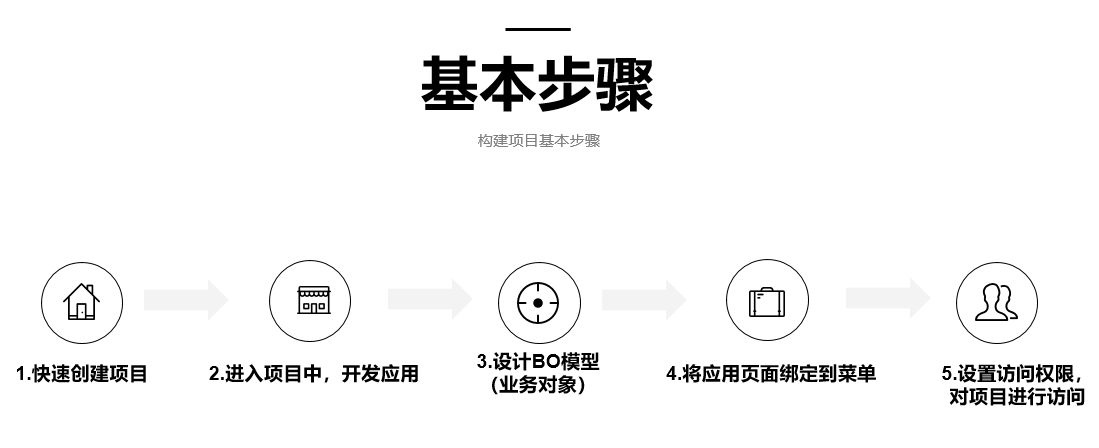 基本步骤
构建项目基本步骤
1.快速创建项目
2.进入项目中，开发应用
3.设计BO模型
（业务对象）
4.将应用页面绑定到菜单
5.设置访问权限，
对项目进行访问